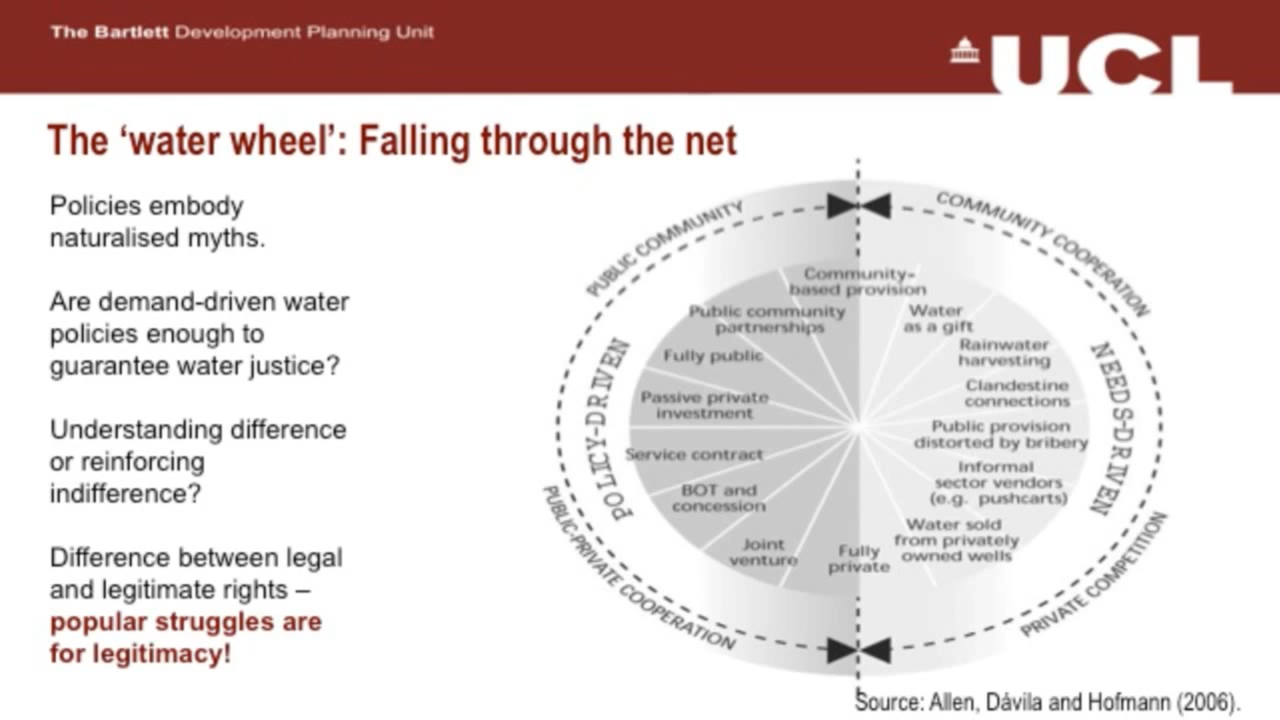 The Bartlett Development Planning Unit
UCL
The ‘water wheel’: Falling through the net
Policies embody
naturalised myths.
Are demand-driven water
policies enough to
guarantee water justice?
Understanding difference
or reinforcing
indifference?
Difference between legal
and legitimate rights –
popular struggles are
for legitimacy!
PUBLIC COMMUNITY
COMMUNITY COOPERATION
POLICY-DRIVEN
NEEDS-DRIVEN
PUBLIC-PRIVATE COOPERATION
PRIVATE COMPETITION
Community-
based provision
Public community
partnerships
Fully public
Passive private
investment
Service contract
BOT and
concession
Joint
venture
Fully
private
Water
as a gift
Rainwater
harvesting
Clandestine
connections
Public provision
distorted by bribery
Informal
sector vendors
(e.g. pushcarts)
Water sold
from privately
owned wells
Source: Allen, Dávila and Hofmann (2006).